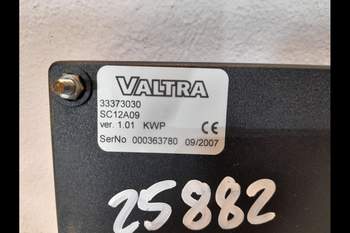 VALTRA
33373030
SC12A09
ver. 1.01 KWP CE
SerNo 000363780 09/2007
25882